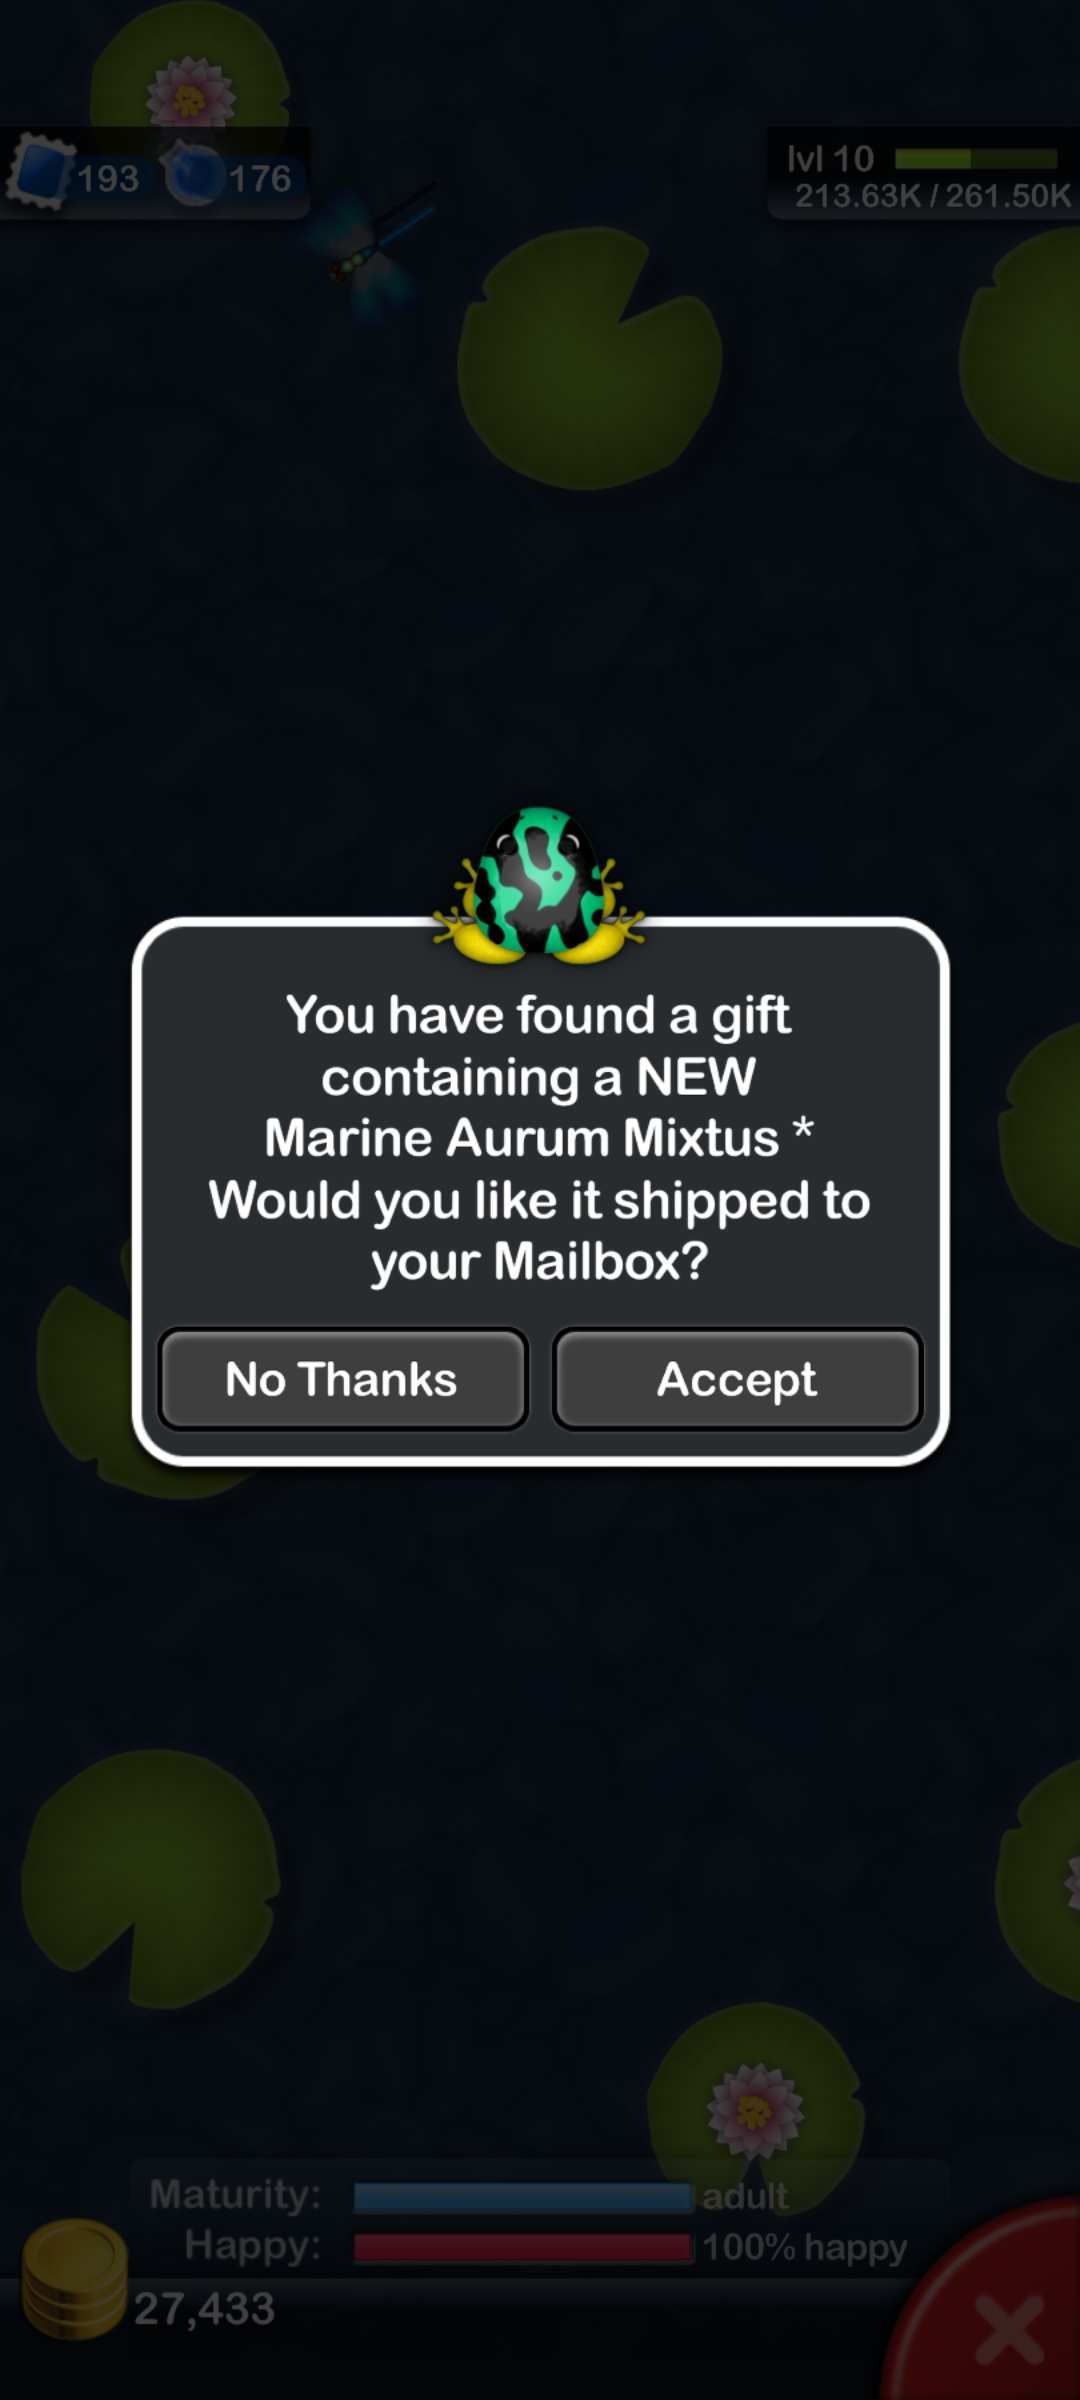 193 176
lvl 10
213.63K / 261.50K
You have found a gift
containing a NEW
Marine Aurum Mixtus *
Would you like it shipped to
your Mailbox?
No Thanks Accept
Maturity: adult
Happy: 100% happy
27,433